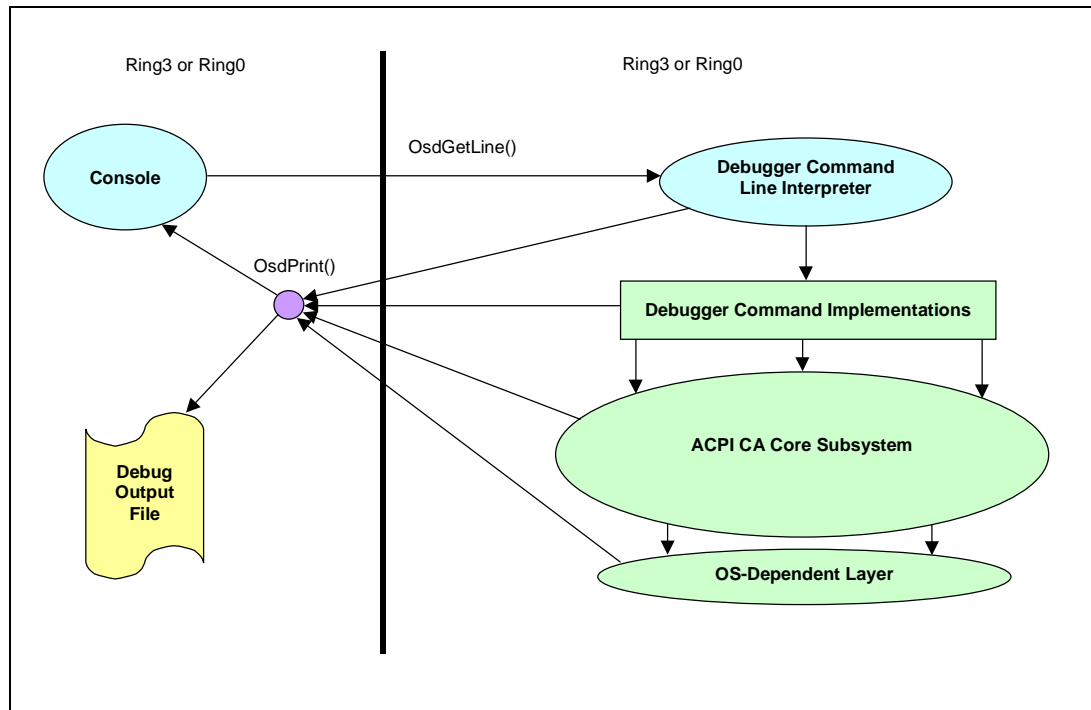 Ring3 or Ring0
Ring3 or Ring0
OsdGetLine()
Console
Debugger Command
Line Interpreter
OsdPrint()
Debugger Command Implementations
ACPI CA Core Subsystem
Debug
Output
File
OS-Dependent Layer